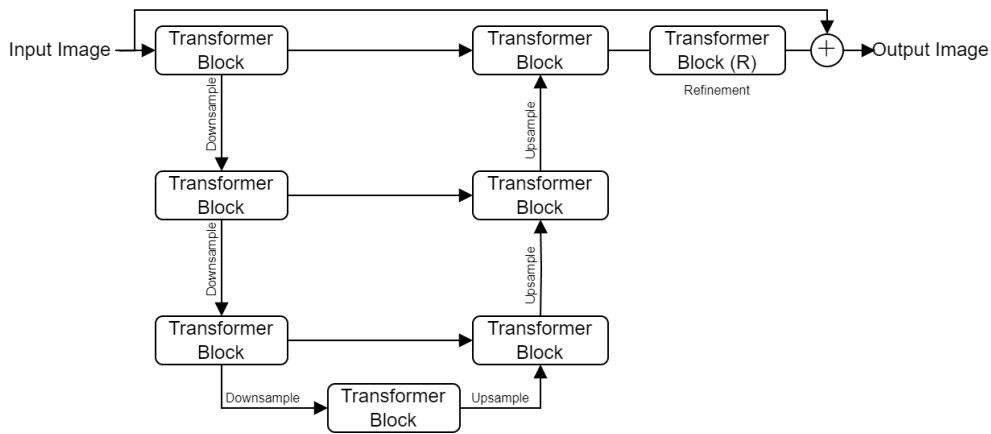 Input Image
Transformer
Block
Transformer
Block
Transformer
Block (R)
Refinement
+
Output Image
Downsample
Upsample
Transformer
Block
Transformer
Block
Downsample
Upsample
Transformer
Block
Transformer
Block
Downsample
Transformer
Block
Upsample